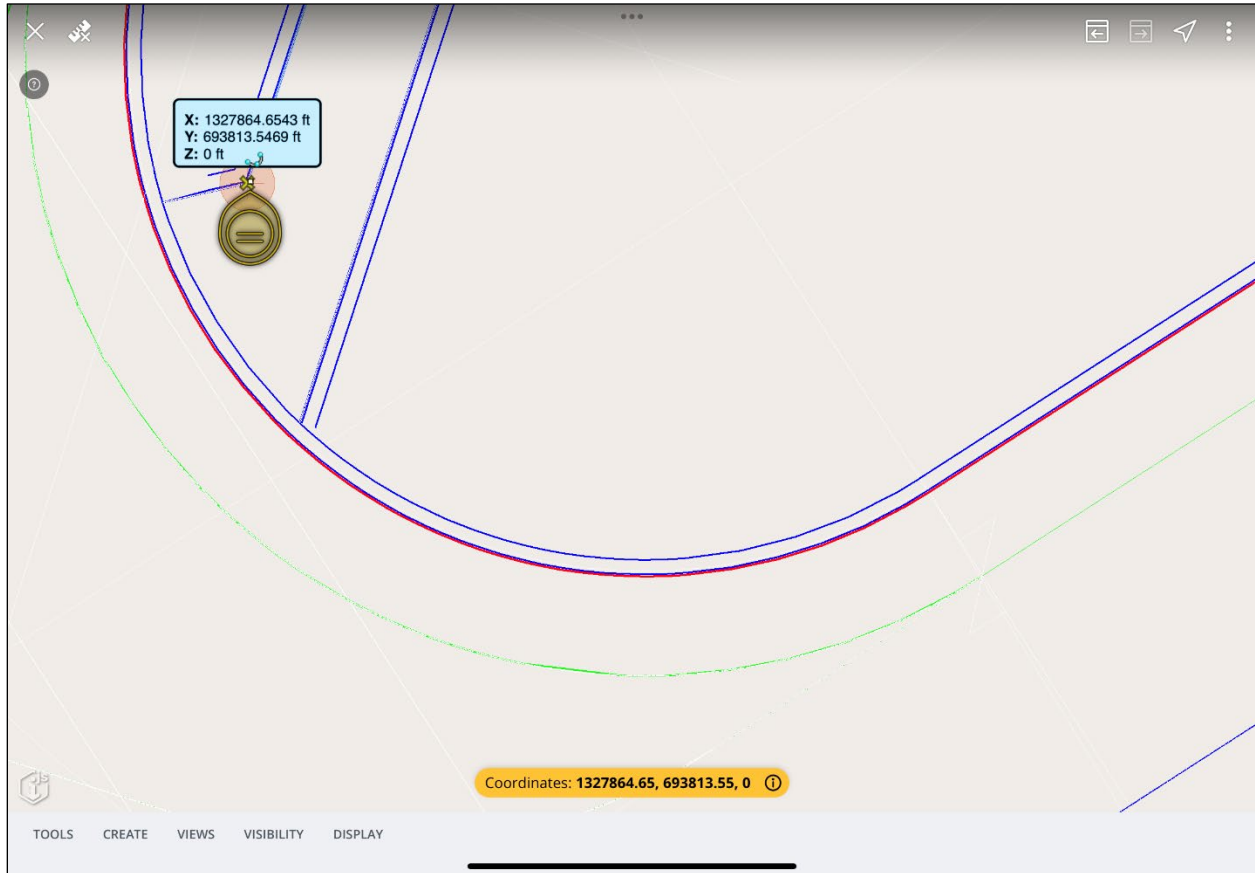 X: 1327864.6543 ft
Y: 693813.5469 ft
Z: 0 ft
Coordinates: 1327864.65, 693813.55, 0
TOOLS CREATE VIEWS VISIBILITY DISPLAY